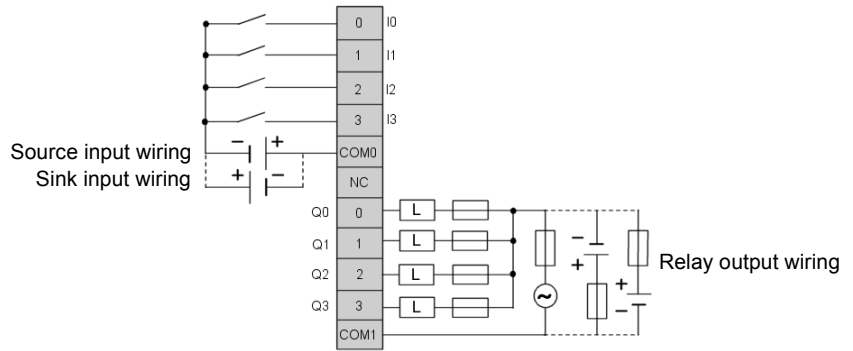 0 I0
1 I1
2 I2
3 I3
Source input wiring - + COM0
Sink input wiring + -
NC
Q0 0 L
Q1 1 L
Q2 2 L
Q3 3 L
COM1
- +
~
+ -
Relay output wiring